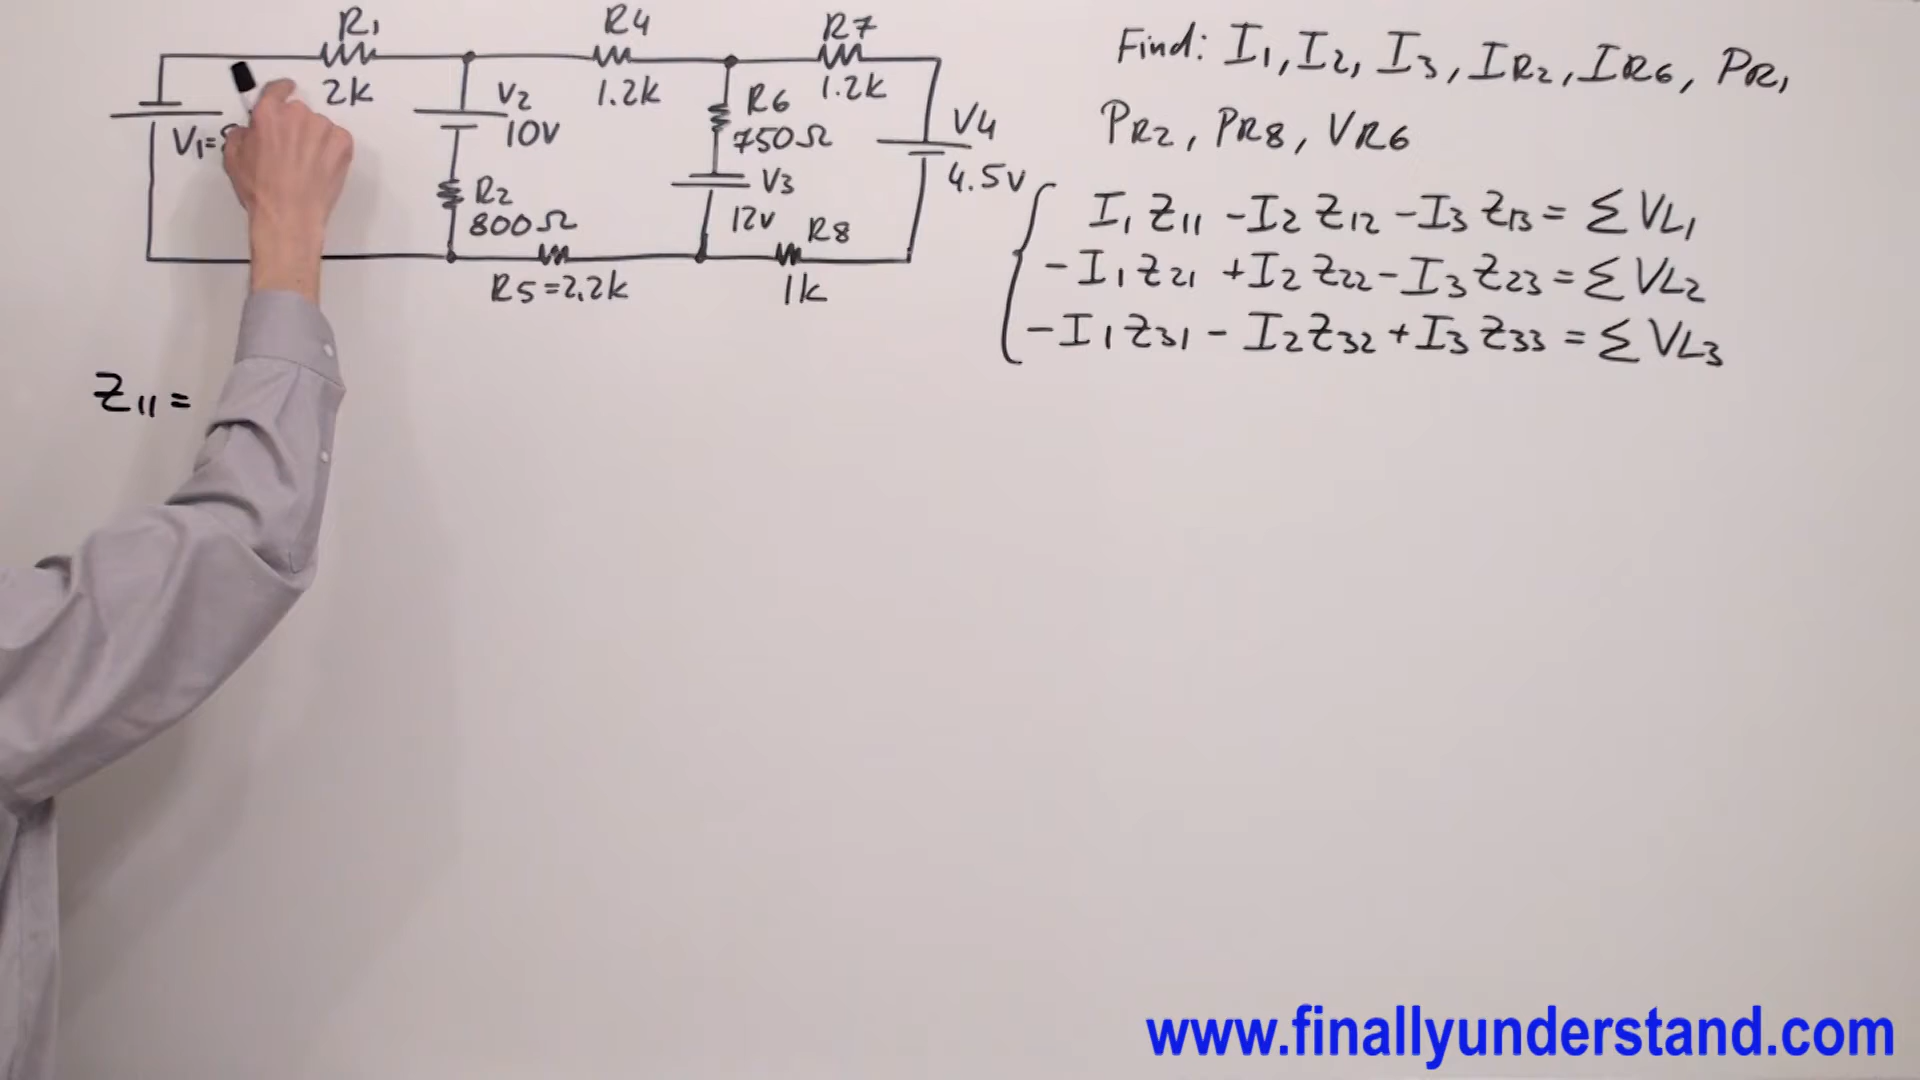 R1 R4 R7
2k V2 10V 1.2k R6 750Ω 1.2k V4 4.5V
V1=
R2 800Ω V3 12V R8
R5=2.2k 1k
Find: I1, I2, I3, IR2, IR6, PR1
PR2, PR8, VR6
I1 Z11 - I2 Z12 - I3 Z13 = Σ VL1
-I1 Z21 + I2 Z22 - I3 Z23 = Σ VL2
-I1 Z31 - I2 Z32 + I3 Z33 = Σ VL3
Z11 =
www.finallyunderstand.com